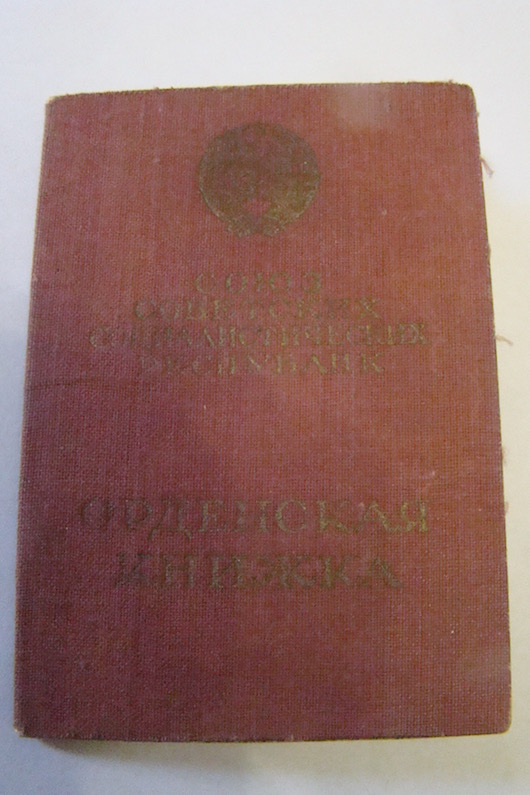 СОЮЗ
СОВЕТСКИХ
СОЦИАЛИСТИЧЕСКИХ
РЕСПУБЛИК
ОРДЕНСКАЯ
КНИЖКА